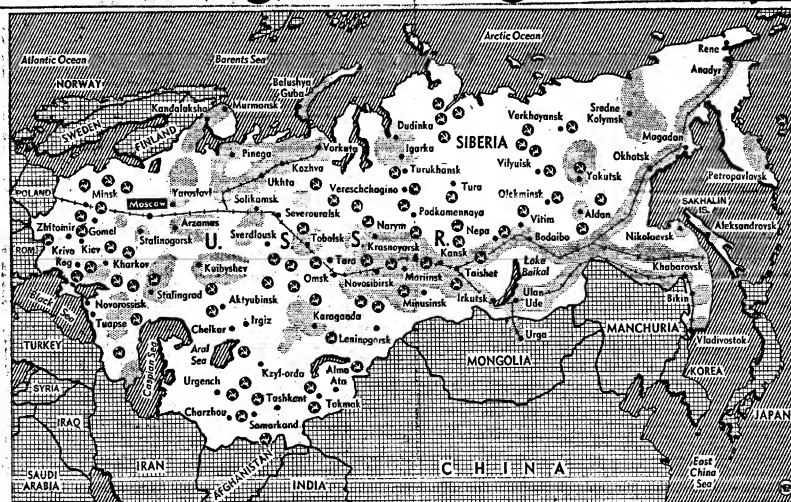 Arctic Ocean
Rene
Anadyr
Atlantic Ocean
Barents Sea
Belushya
Guba
NORWAY
Kandalaksha
Murmansk
SWEDEN
FINLAND
Dudinka
Igarka
SIBERIA
Verkhoyansk
Sredne
Kolymsk
Magadan
Okhotsk
Petropavlovsk
Pinega
Vorkuta
Kozhva
Ukhta
Turukhansk
Vereschchagino
Tura
Vilyuisk
Yakutsk
Olekminsk
POLAND
Minsk
Moscow
Yaroslavl
Solikamsk
Severouralsk
Podkamennaya
Vitim
Aldan
SAKHALIN
IS.
Aleksandrovsk
Zhitomir
Gomel
Arzamas
Stalinogorsk
U. S. S. R.
Sverdlousk
Tobolsk
Narym
Krasnoyarsk
Kansk
Nepa
Bodaibo
Nikolaevsk
ROM.
Krivo
Rog
Kiev
Kharkov
Kuibyshev
Omsk
Tara
Novosibirsk
Mariinsk
Taishet
Lake
Baikal
Khabarovsk
Stalingrad
Minusinsk
Irkutsk
Ulan
Ude
Bikin
Black Sea
Novorossisk
Tuapse
Aktyubinsk
Chelkar
Irgiz
Karaganda
Leninogorsk
Urga
MANCHURIA
Vladivostok
TURKEY
Caspian Sea
Aral
Sea
Kzyl-orda
Alma
Ata
MONGOLIA
KOREA
SYRIA
Urgench
Tashkent
Tokmak
Charzhou
Samarkand
JAPAN
IRAQ
IRAN
AFGHANISTAN
INDIA
CHINA
East
China
Sea
SAUDI
ARABIA